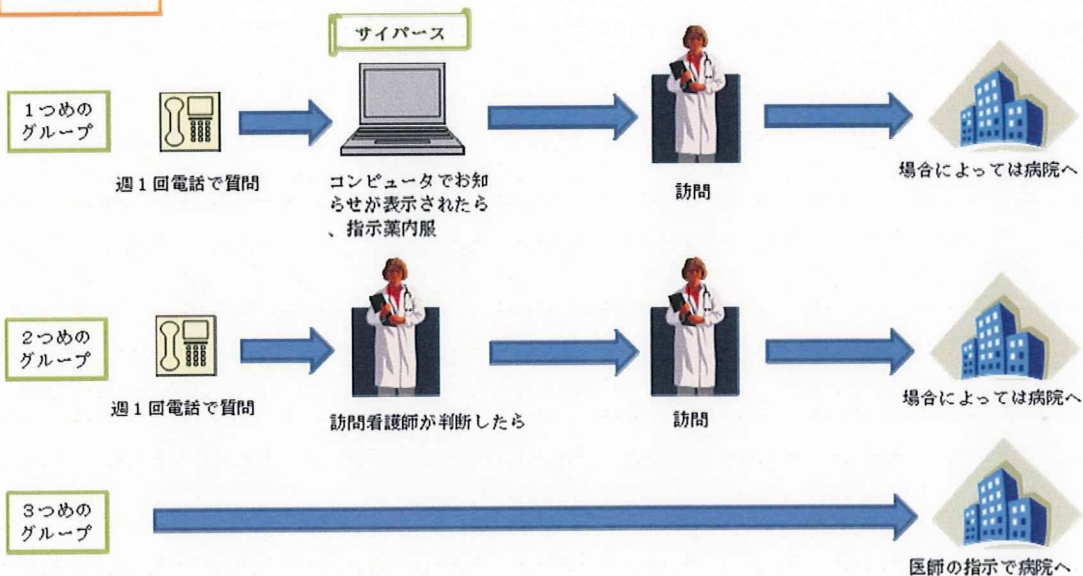 サイパース
1つめの
グループ
週1回電話で質問
コンピュータでお知
らせが表示されたら
、指示薬内服
訪問
場合によっては病院へ
2つめの
グループ
週1回電話で質問
訪問看護師が判断したら
訪問
場合によっては病院へ
3つめの
グループ
医師の指示で病院へ